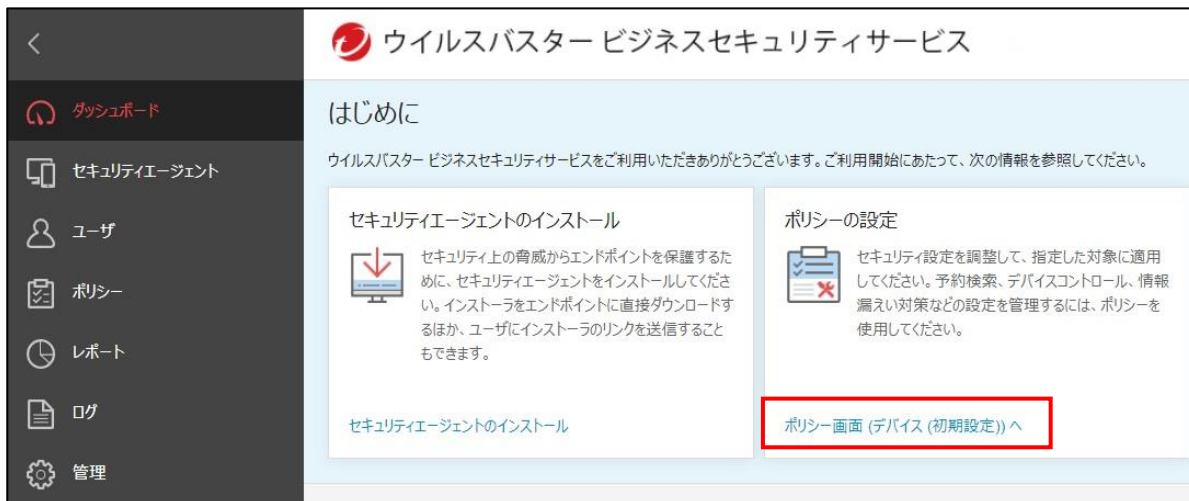 ウイルスバスター ビジネスセキュリティサービス
ダッシュボード
セキュリティエージェント
ユーザ
ポリシー
レポート
ログ
管理
はじめに
ウイルスバスター ビジネスセキュリティサービスをご利用いただきありがとうございます。ご利用開始にあたって、次の情報を参照してください。
セキュリティエージェントのインストール
セキュリティ上の脅威からエンドポイントを保護するた
めに、セキュリティエージェントをインストールしてくださ
い。インストーラをエンドポイントに直接ダウンロードす
るほか、ユーザにインストーラのリンクを送信すること
もできます。
セキュリティエージェントのインストール
ポリシーの設定
セキュリティ設定を調整して、指定した対象に適用
してください。予約検索、デバイスコントロール、情報
漏えい対策などの設定を管理するには、ポリシーを
使用してください。
ポリシー画面 (デバイス (初期設定)) へ